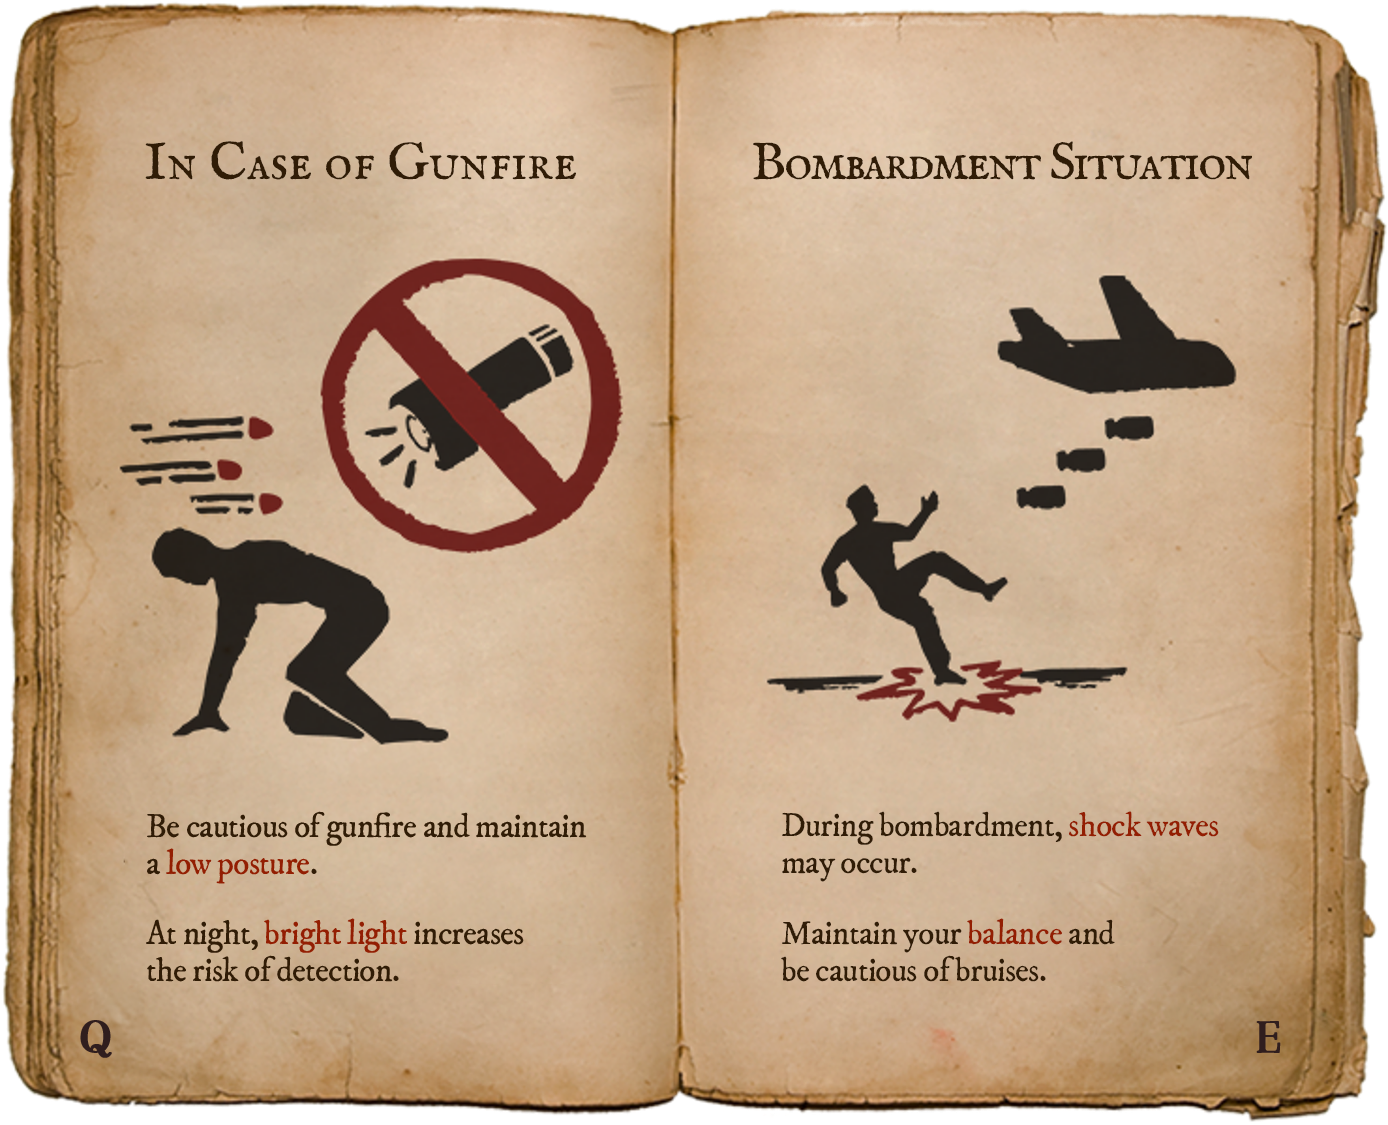 In Case of Gunfire
Be cautious of gunfire and maintain
a low posture.
At night, bright light increases
the risk of detection.
Q
Bombardment Situation
During bombardment, shock waves
may occur.
Maintain your balance and
be cautious of bruises.
E